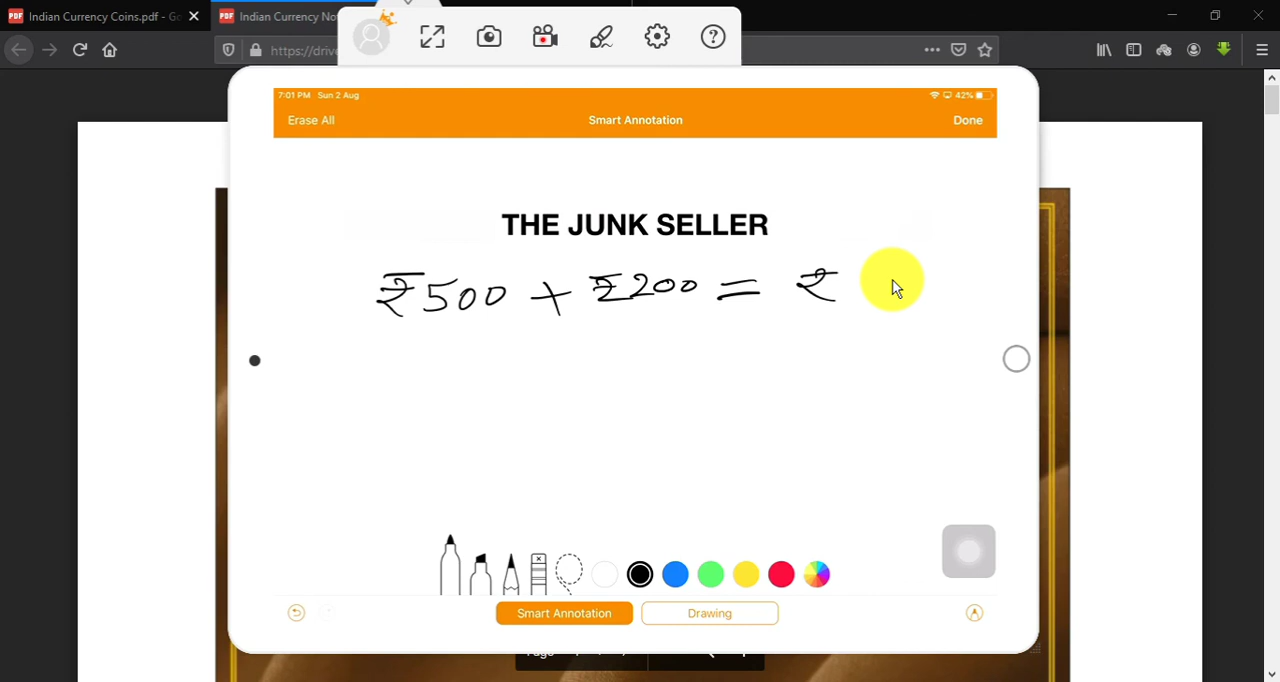 Indian Currency Coins.pdf - Go
Indian Currency No
https://drive
7:01 PM Sun 2 Aug
42%
Erase All
Smart Annotation
Done
THE JUNK SELLER
₹500 + ₹200 = ₹
Smart Annotation
Drawing